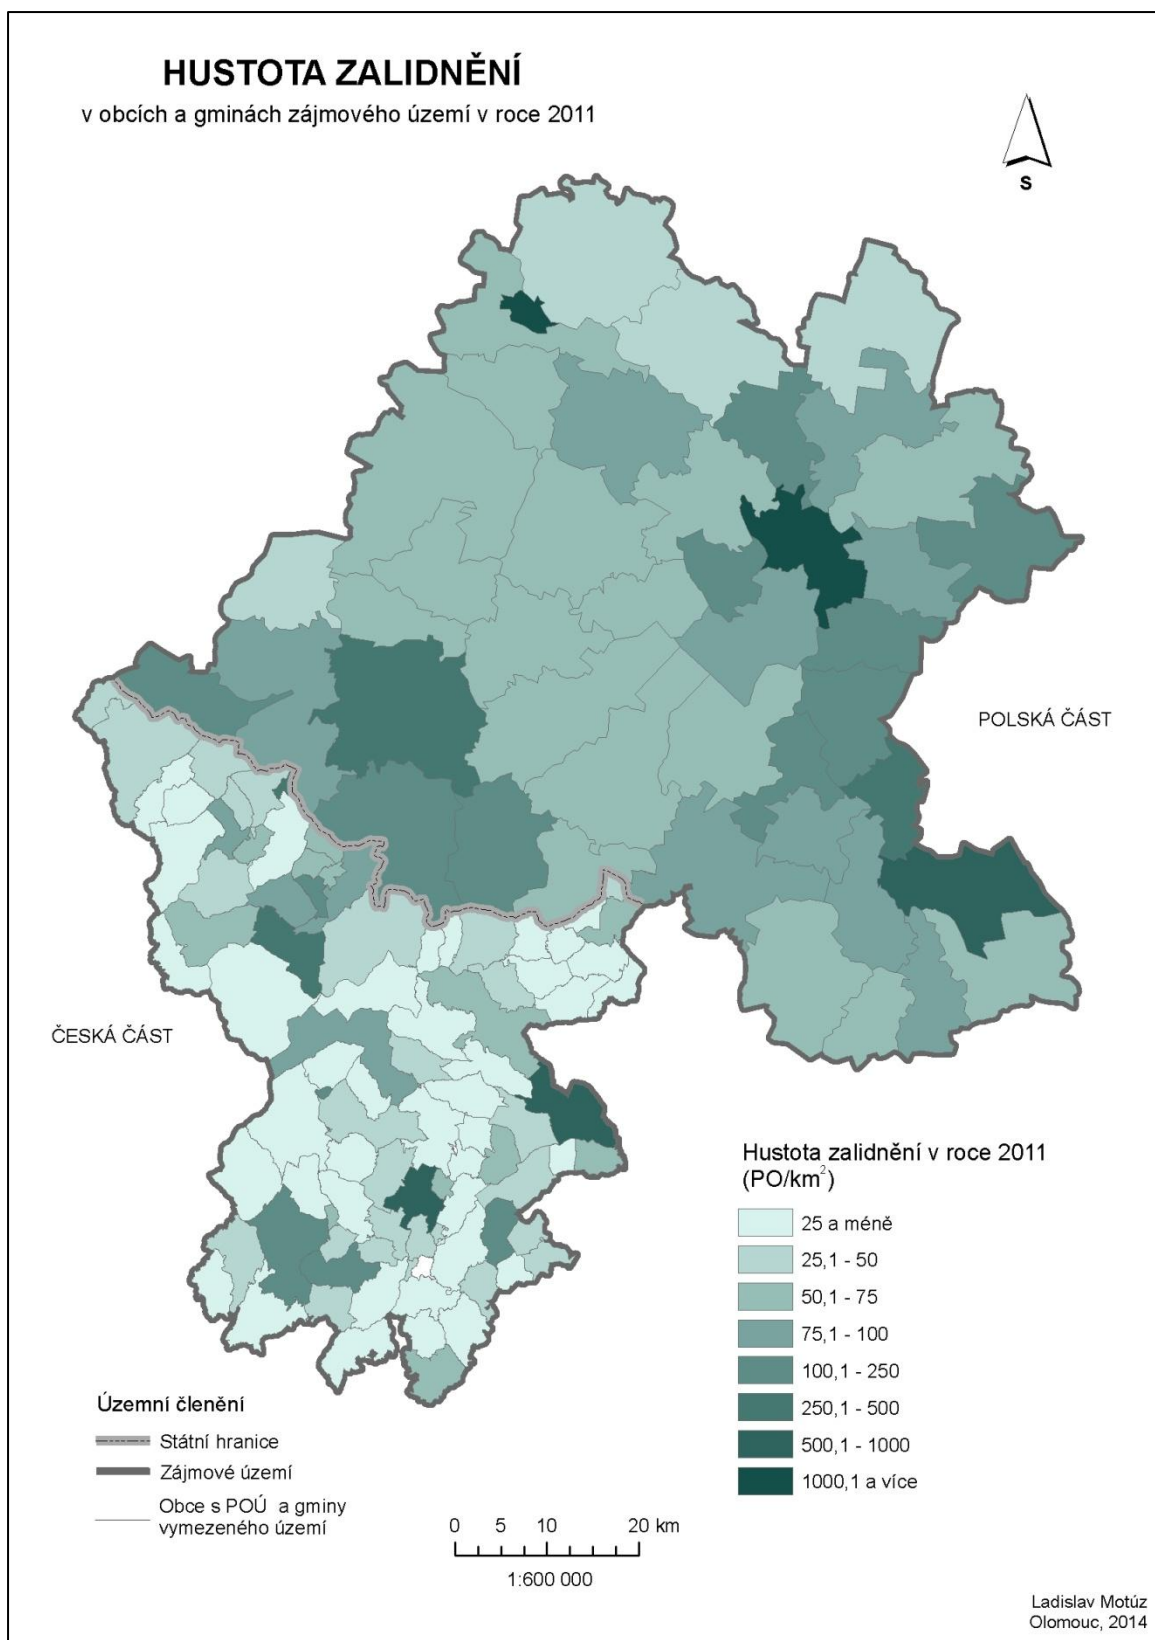 HUSTOTA ZALIDNĚNÍ
v obcích a gminách zájmového území v roce 2011
S
POLSKÁ ČÁST
ČESKÁ ČÁST
Hustota zalidnění v roce 2011
(PO/km²)
25 a méně
25,1 - 50
50,1 - 75
75,1 - 100
100,1 - 250
250,1 - 500
500,1 - 1000
1000,1 a více
Územní členění
Státní hranice
Zájmové území
Obce s POÚ a gminy
vymezeného území
0 5 10 20 km
1:600 000
Ladislav Motúz
Olomouc, 2014